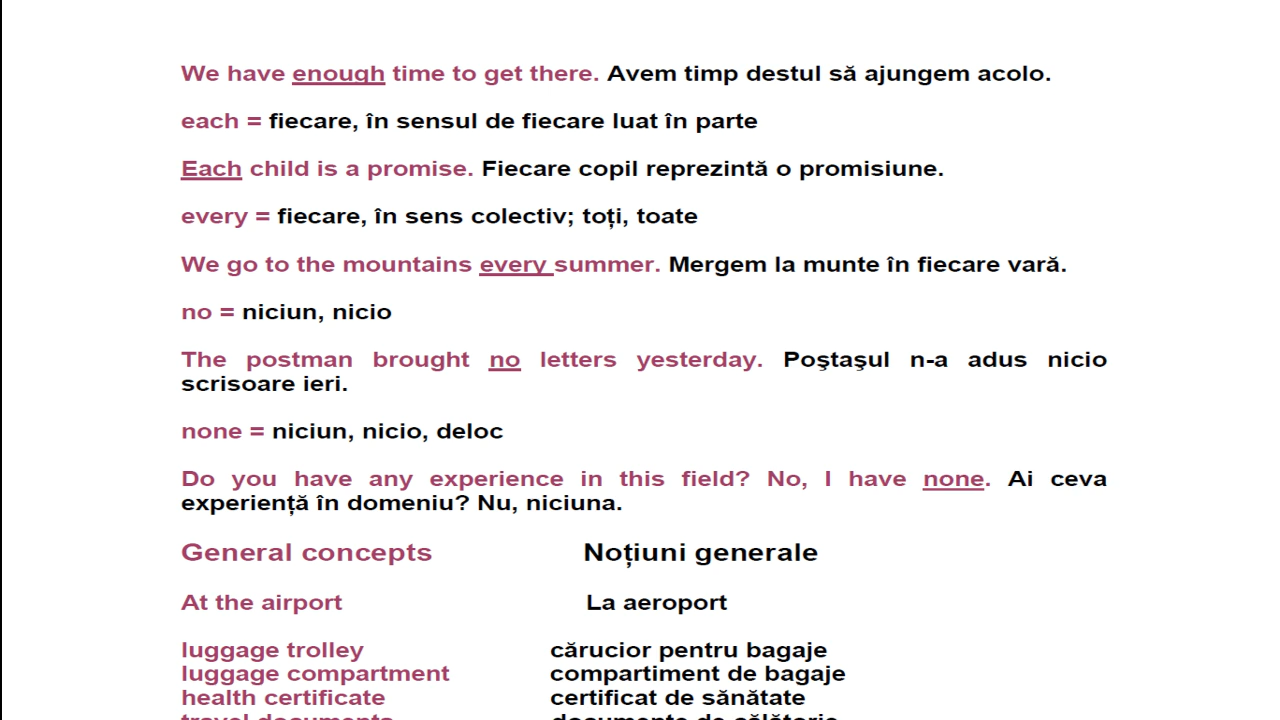 We have enough time to get there. Avem timp destul să ajungem acolo.
each = fiecare, în sensul de fiecare luat în parte
Each child is a promise. Fiecare copil reprezintă o promisiune.
every = fiecare, în sens colectiv; toți, toate
We go to the mountains every summer. Mergem la munte în fiecare vară.
no = niciun, nicio
The postman brought no letters yesterday. Poştaşul n-a adus nicio
scrisoare ieri.
none = niciun, nicio, deloc
Do you have any experience in this field? No, I have none. Ai ceva
experiență în domeniu? Nu, niciuna.
General concepts Noțiuni generale
At the airport La aeroport
luggage trolley cărucior pentru bagaje
luggage compartment compartiment de bagaje
health certificate certificat de sănătate
travel documents documente de călătorie